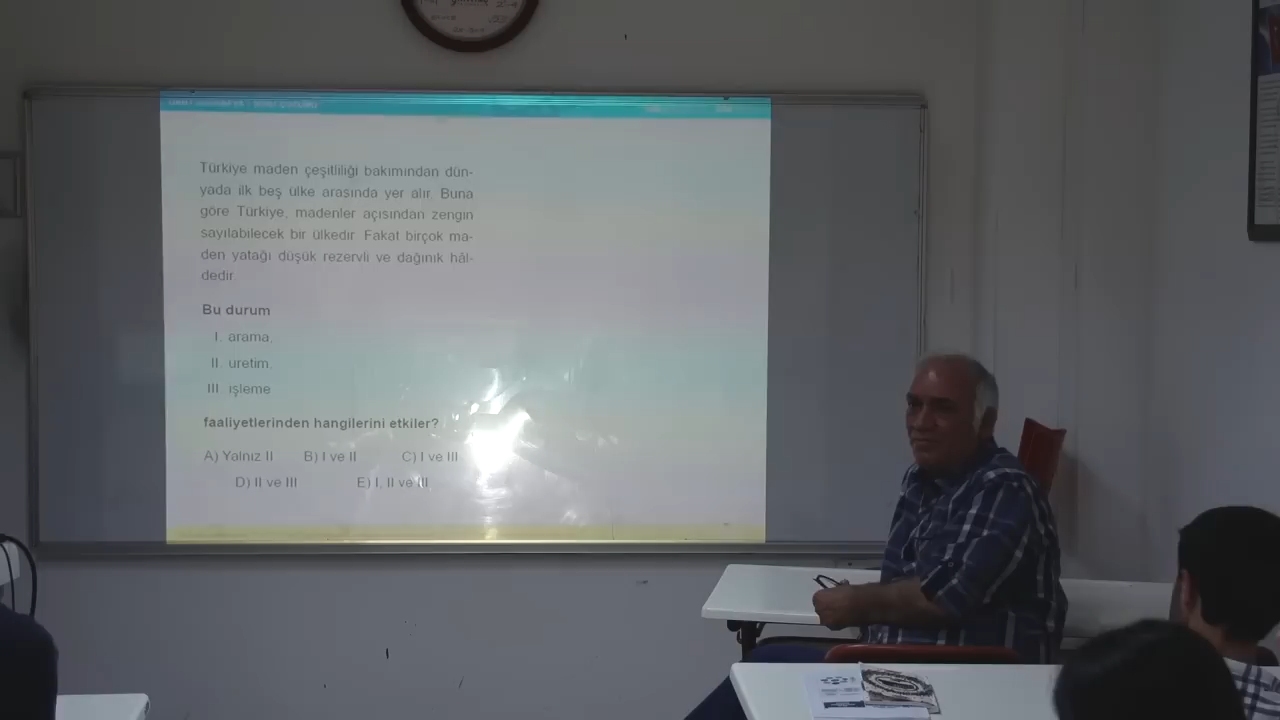 Türkiye maden çeşitliliği bakımından dün-
yada ilk beş ülke arasında yer alır. Buna
göre Türkiye, madenler açısından zengin
sayılabilecek bir ülkedir. Fakat birçok ma-
den yatağı düşük rezervli ve dağınık hâl-
dedir.
Bu durum
I. arama,
II. üretim,
III. işleme
faaliyetlerinden hangilerini etkiler?
A) Yalnız II B) I ve II C) I ve III
D) II ve III E) I, II ve III